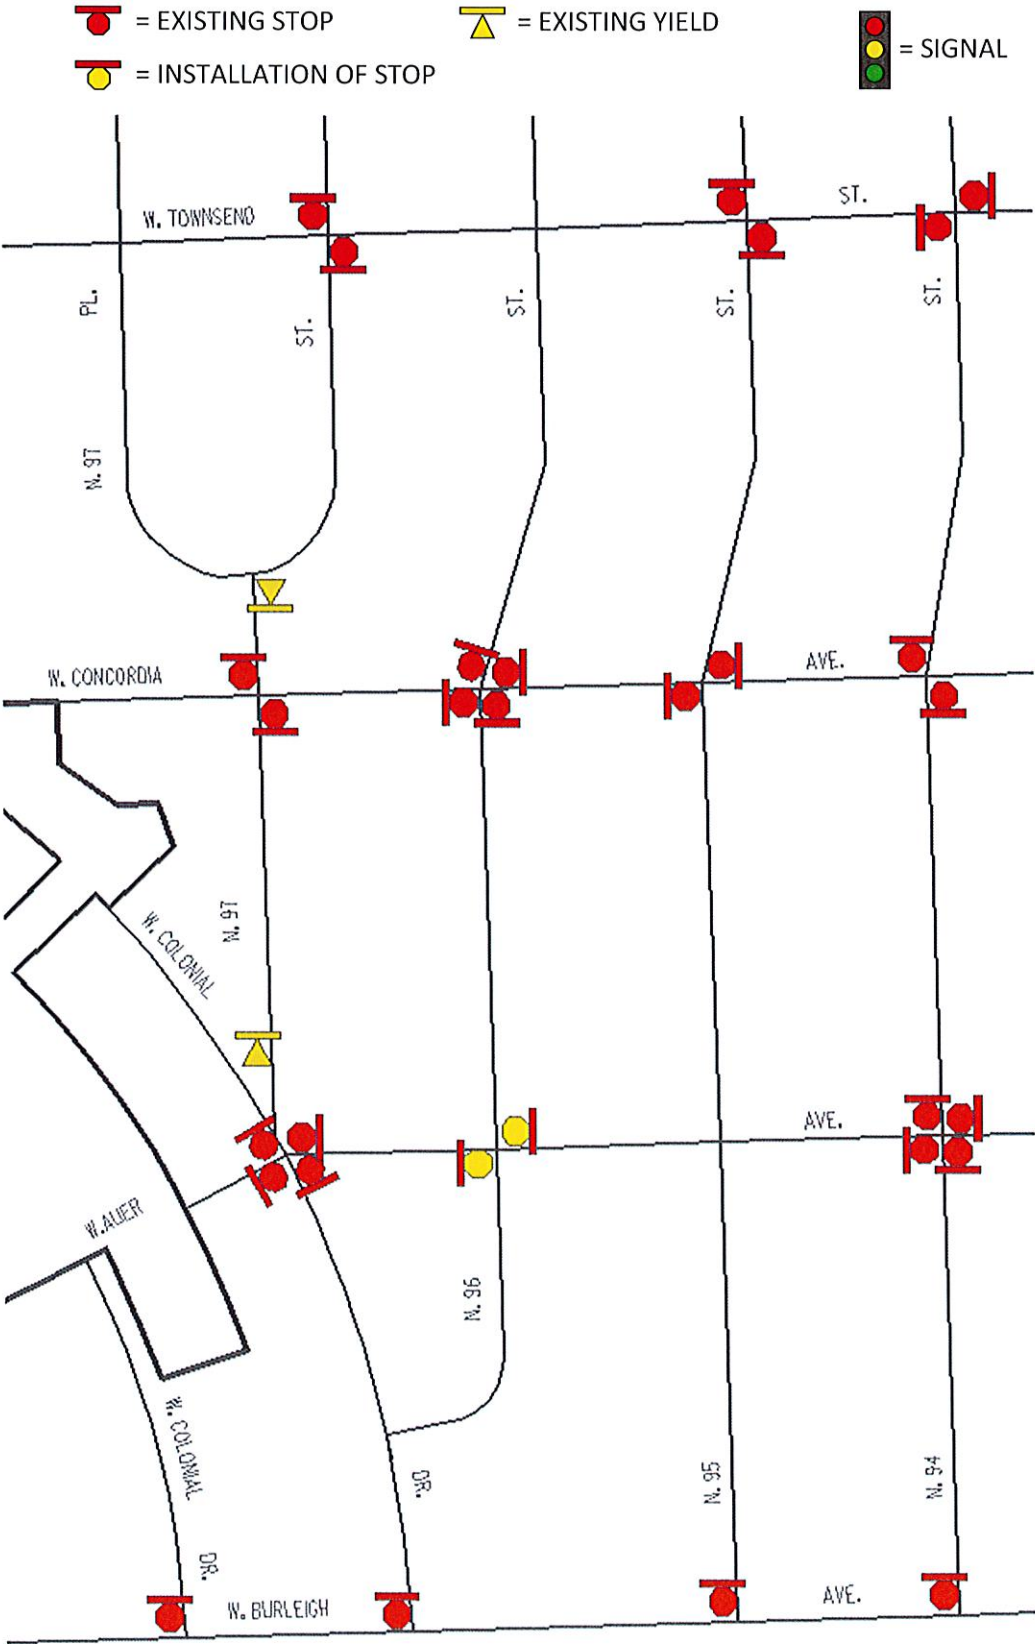 = EXISTING STOP
= EXISTING YIELD
= SIGNAL
= INSTALLATION OF STOP
W. TOWNSEND
ST.
PL.
ST.
ST.
ST.
ST.
N. 97
W. CONCORDIA
AVE.
N. 97
W. COLONIAL
AVE.
W. AUER
N. 96
W. COLONIAL
DR.
N. 95
N. 94
DR.
W. BURLEIGH
AVE.